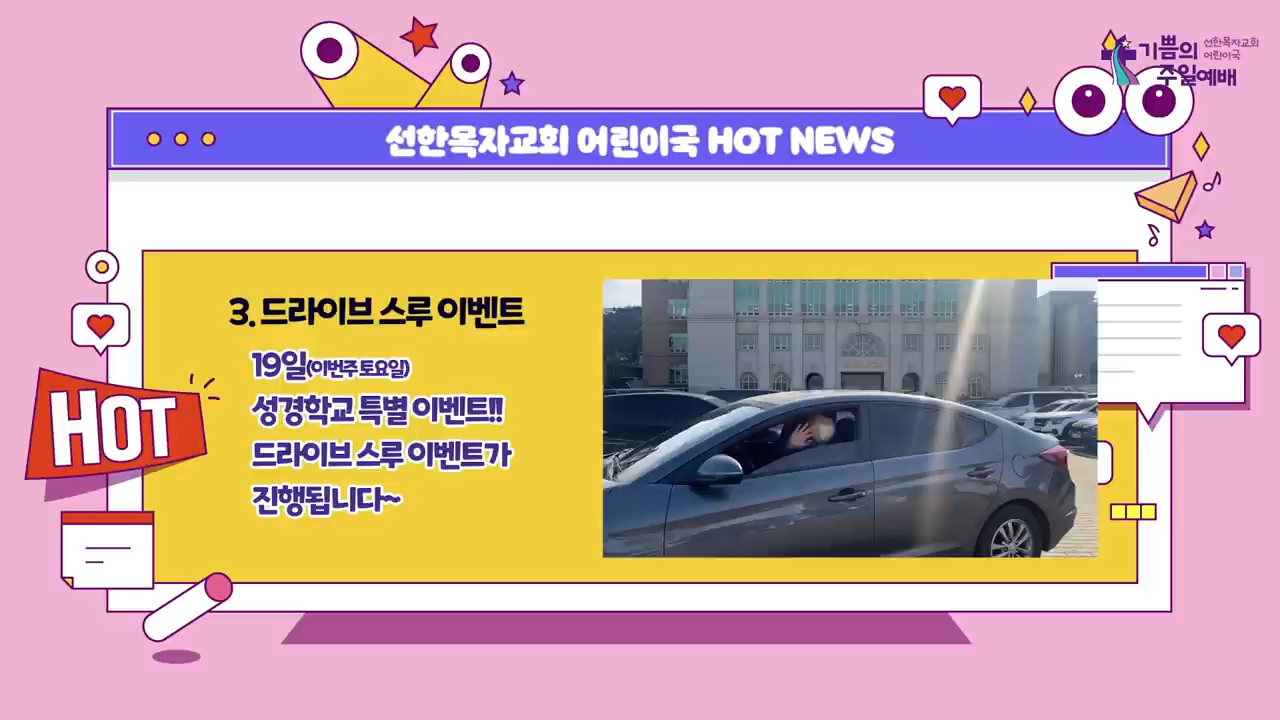 기쁨의
선한목자교회
어린이국
주일예배
선한목자교회 어린이국 HOT NEWS
3. 드라이브 스루 이벤트
19일(이번주 토요일)
성경학교 특별 이벤트!!
드라이브 스루 이벤트가
진행됩니다~
HOT